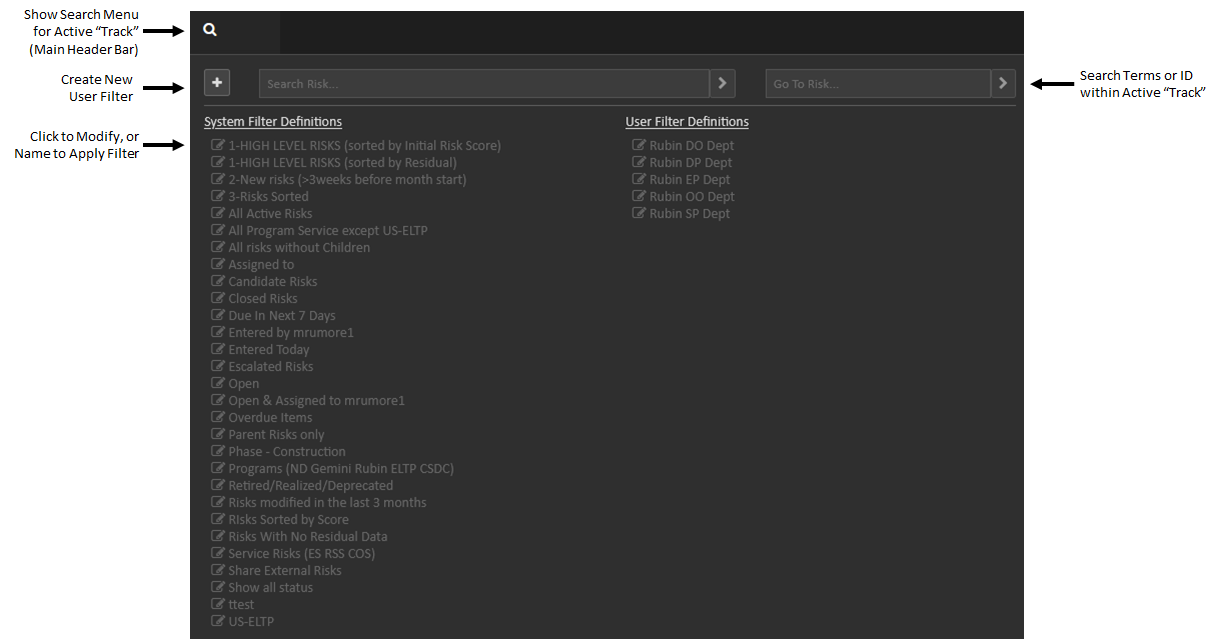 Show Search Menu
for Active “Track”
(Main Header Bar)
Create New
User Filter
Search Risk...
Go To Risk...
Search Terms or ID
within Active “Track”
Click to Modify, or
Name to Apply Filter
System Filter Definitions
1-HIGH LEVEL RISKS (sorted by Initial Risk Score)
1-HIGH LEVEL RISKS (sorted by Residual)
2-New risks (>3weeks before month start)
3-Risks Sorted
All Active Risks
All Program Service except US-ELTP
All risks without Children
Assigned to
Candidate Risks
Closed Risks
Due In Next 7 Days
Entered by mrumore1
Entered Today
Escalated Risks
Open
Open & Assigned to mrumore1
Overdue Items
Parent Risks only
Phase - Construction
Programs (ND Gemini Rubin ELTP CSDC)
Retired/Realized/Deprecated
Risks modified in the last 3 months
RIsks Sorted by Score
Risks With No Residual Data
Service Risks (ES RSS COS)
Share External Risks
Show all status
ttest
US-ELTP
User Filter Definitions
Rubin DO Dept
Rubin DP Dept
Rubin EP Dept
Rubin OO Dept
Rubin SP Dept